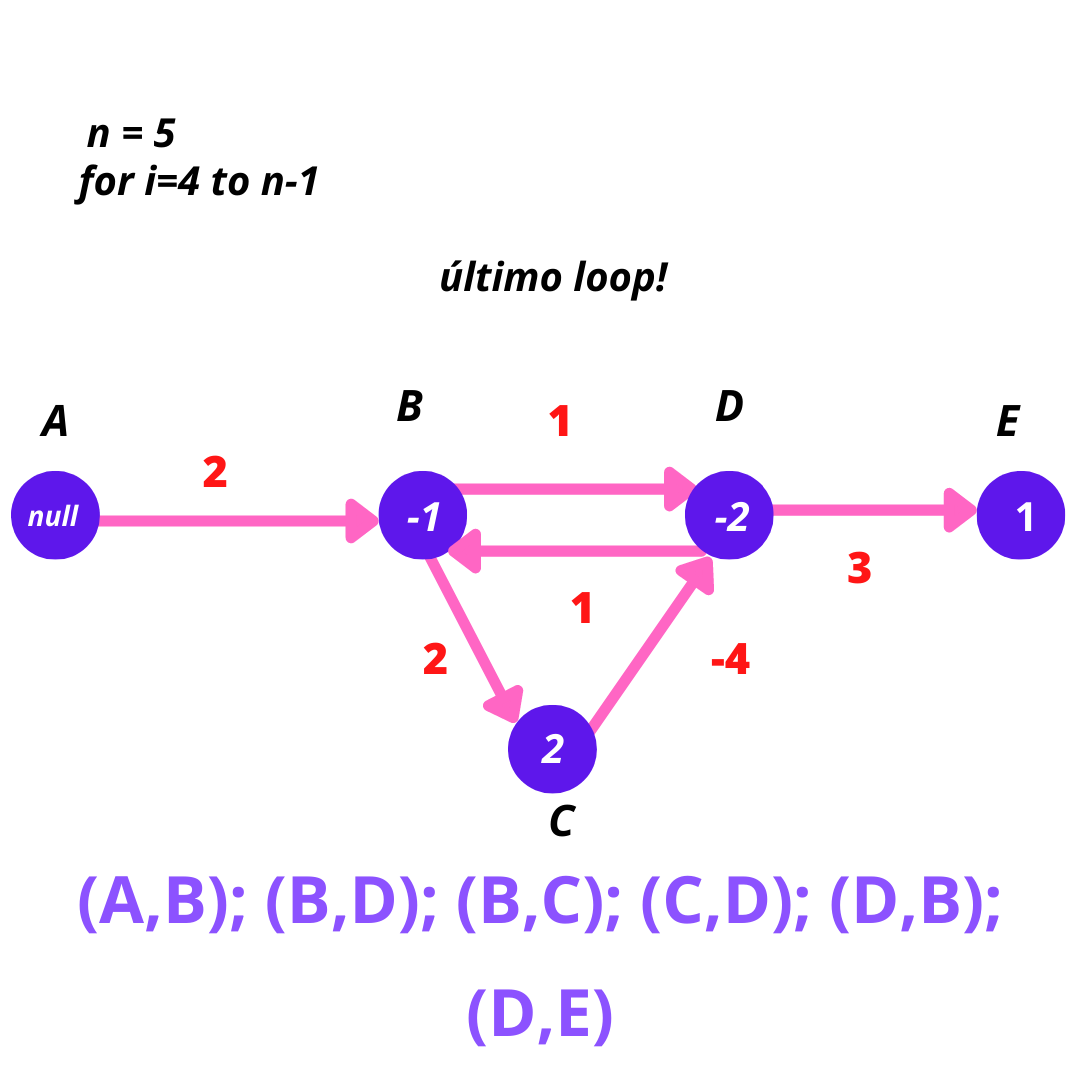 n = 5
for i=4 to n-1
último loop!
A
B
D
E
2
1
null
-1
-2
1
3
1
2
-4
2
C
(A,B); (B,D); (B,C); (C,D); (D,B);
(D,E)